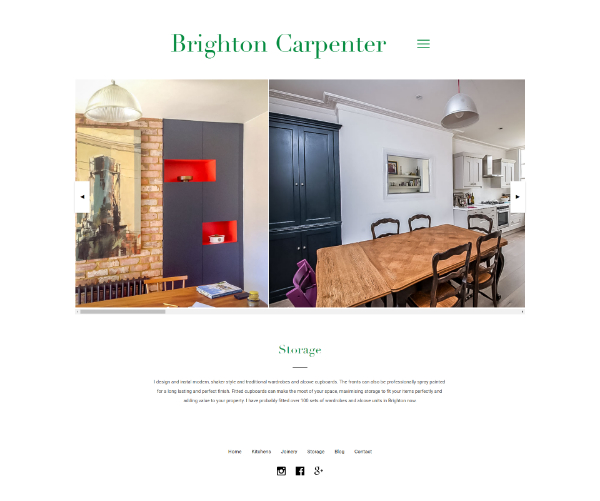 Brighton Carpenter
Storage
I design and install modern, shaker style and traditional wardrobes and alcove cupboards. The fronts can also be professionally spray painted
for a long lasting and perfect finish. Fitted cupboards can make the most of your space, maximising storage to fit your items perfectly and
adding value to your property. I have probably fitted over 100 sets of wardrobes and alcove units in Brighton now.
Home Kitchens Joinery Storage Blog Contact